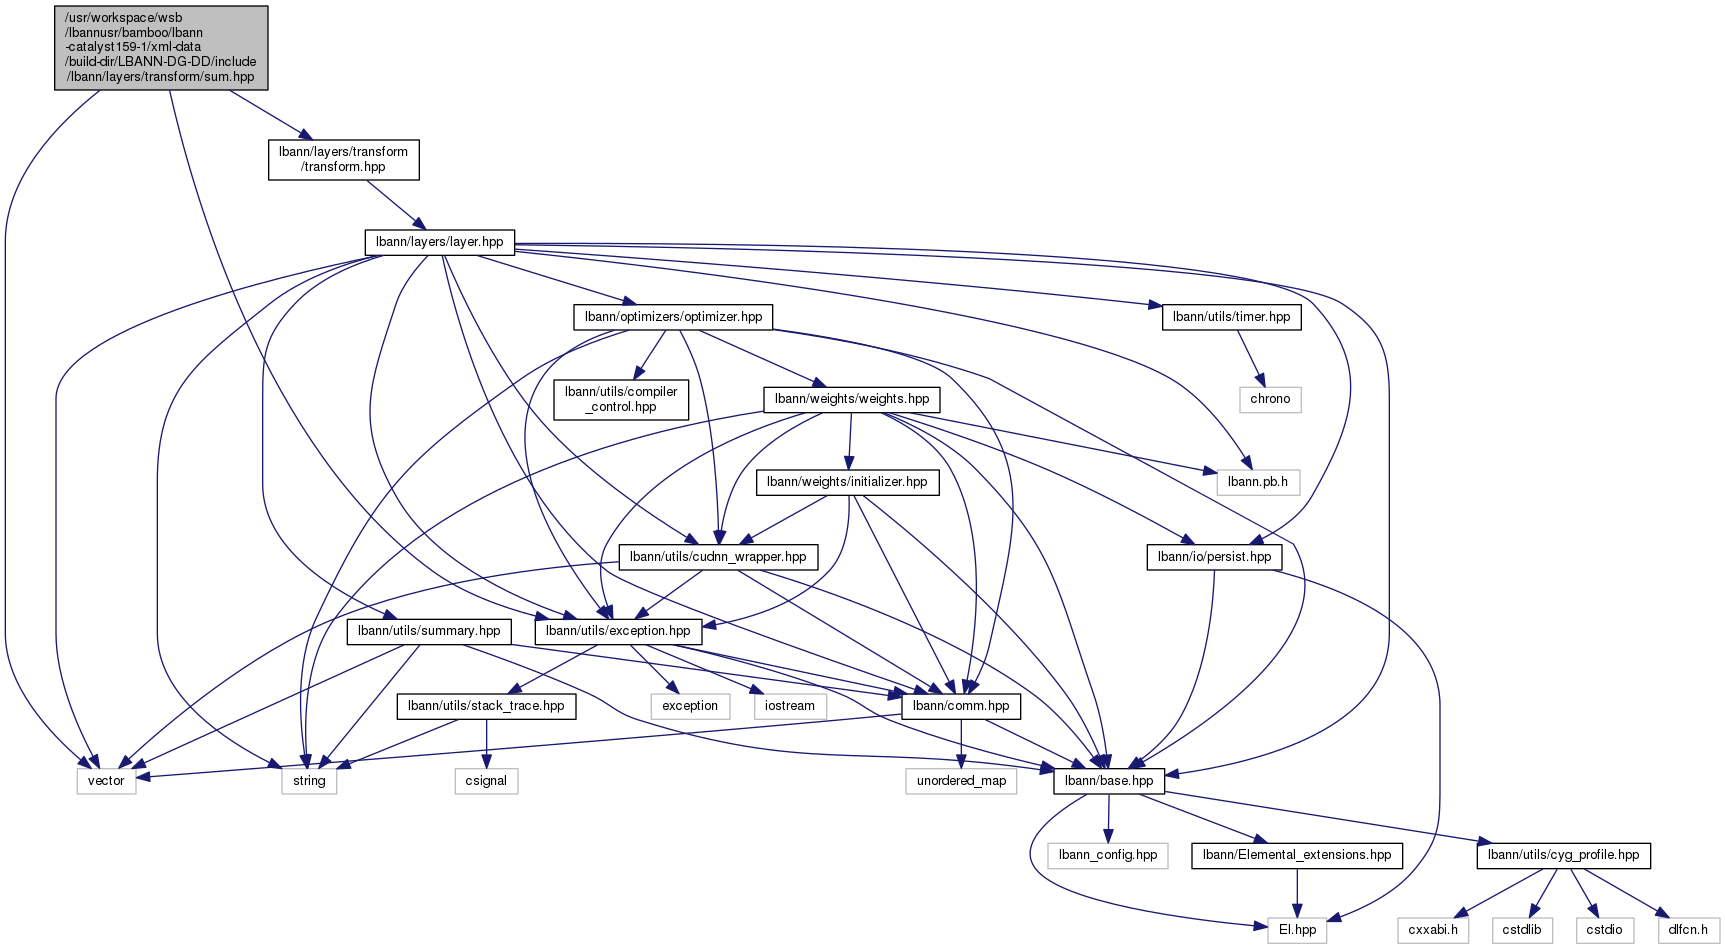 /usr/workspace/wsb
/lbannusr/bamboo/lbann
-catalyst159-1/xml-data
/build-dir/LBANN-DG-DD/include
/lbann/layers/transform/sum.hpp
lbann/layers/transform
/transform.hpp
lbann/layers/layer.hpp
lbann/optimizers/optimizer.hpp
lbann/utils/timer.hpp
lbann/utils/compiler
_control.hpp
lbann/weights/weights.hpp
chrono
lbann/weights/initializer.hpp
lbann.pb.h
lbann/utils/cudnn_wrapper.hpp
lbann/io/persist.hpp
lbann/utils/summary.hpp
lbann/utils/exception.hpp
lbann/utils/stack_trace.hpp
exception
iostream
lbann/comm.hpp
vector
string
csignal
unordered_map
lbann/base.hpp
lbann_config.hpp
lbann/Elemental_extensions.hpp
lbann/utils/cyg_profile.hpp
El.hpp
cxxabi.h
cstdlib
cstdio
dlfcn.h